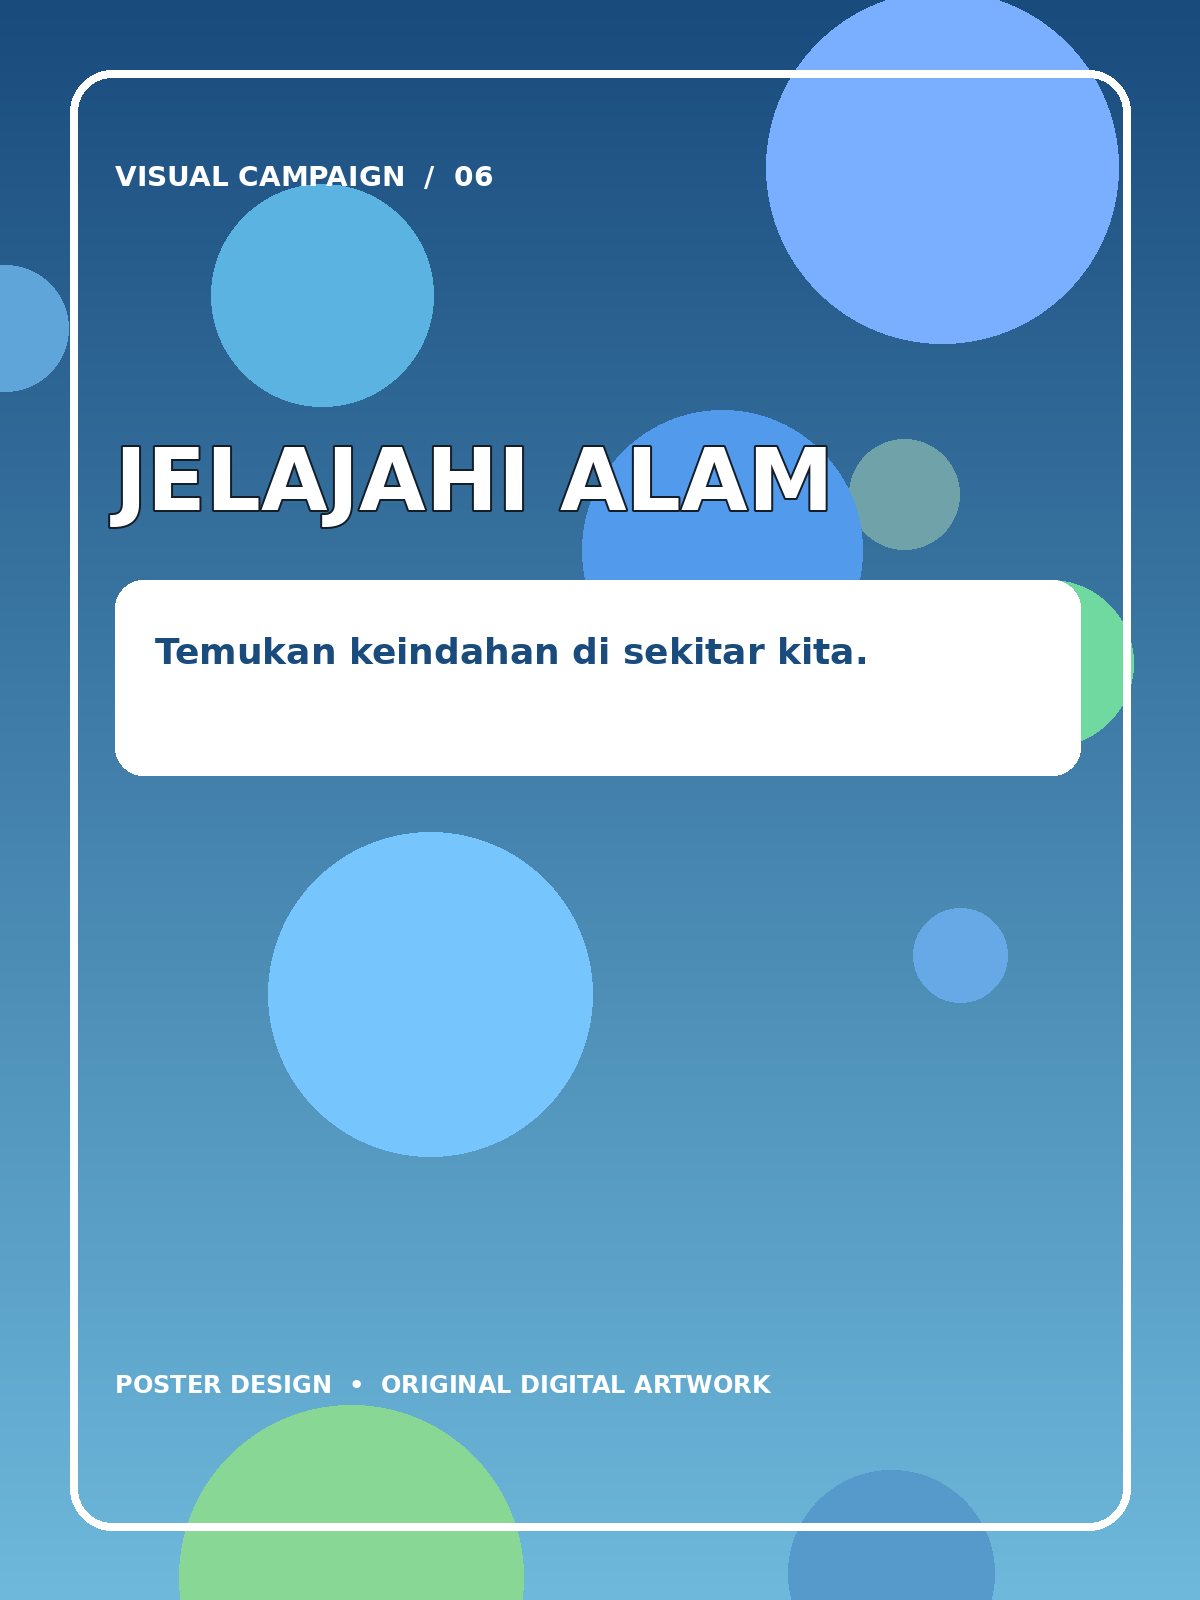 VISUAL CAMPAIGN / 06
JELAJAHI ALAM
Temukan keindahan di sekitar kita.
POSTER DESIGN • ORIGINAL DIGITAL ARTWORK